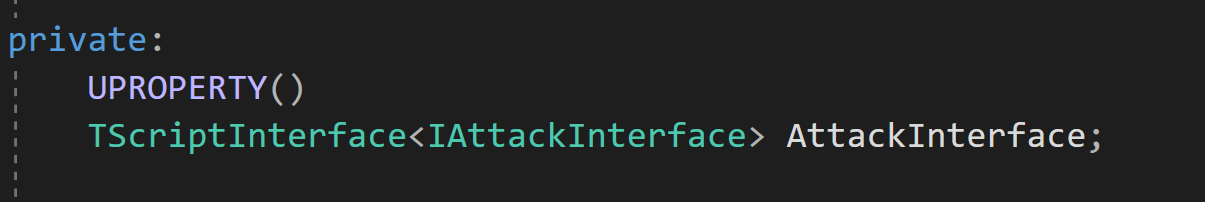 private:
UPROPERTY()
TScriptInterface<IAttackInterface> AttackInterface;